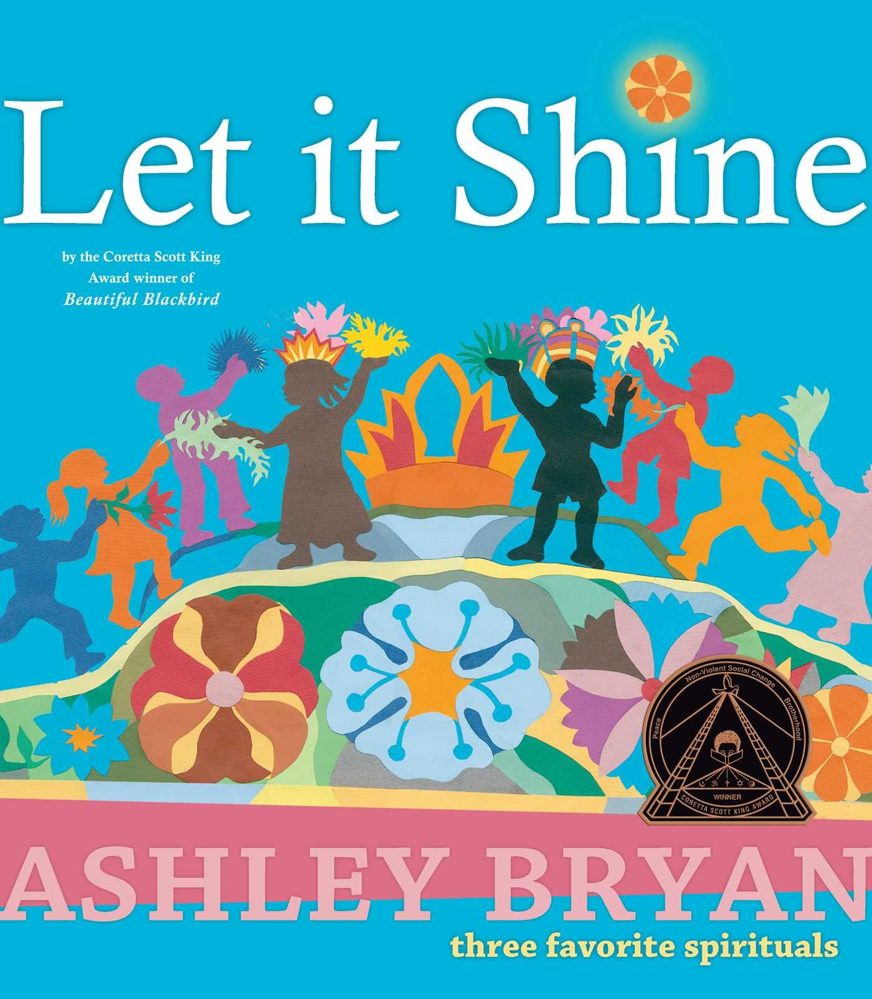 Let it Shine
by the Coretta Scott King
Award winner of
Beautiful Blackbird
Non-Violent Social Change
Peace
Brotherhood
WINNER
CORETTA SCOTT KING AWARD
ASHLEY BRYAN
three favorite spirituals